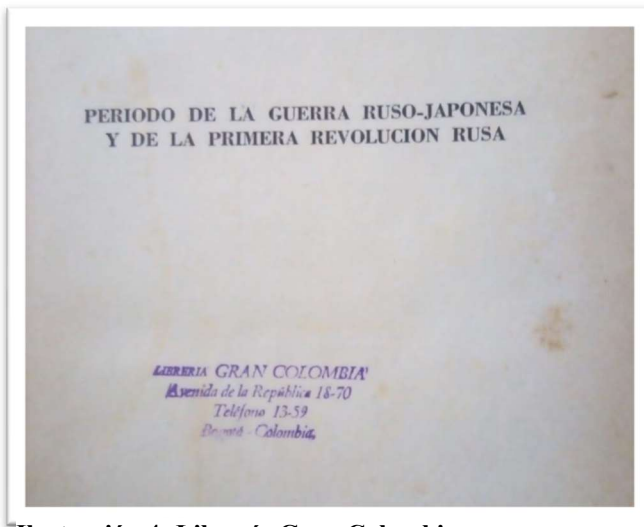 PERIODO DE LA GUERRA RUSO-JAPONESA
Y DE LA PRIMERA REVOLUCION RUSA
LIBRERIA GRAN COLOMBIA
Avenida de la República 18-70
Teléfono 13-59
Bogotá - Colombia,